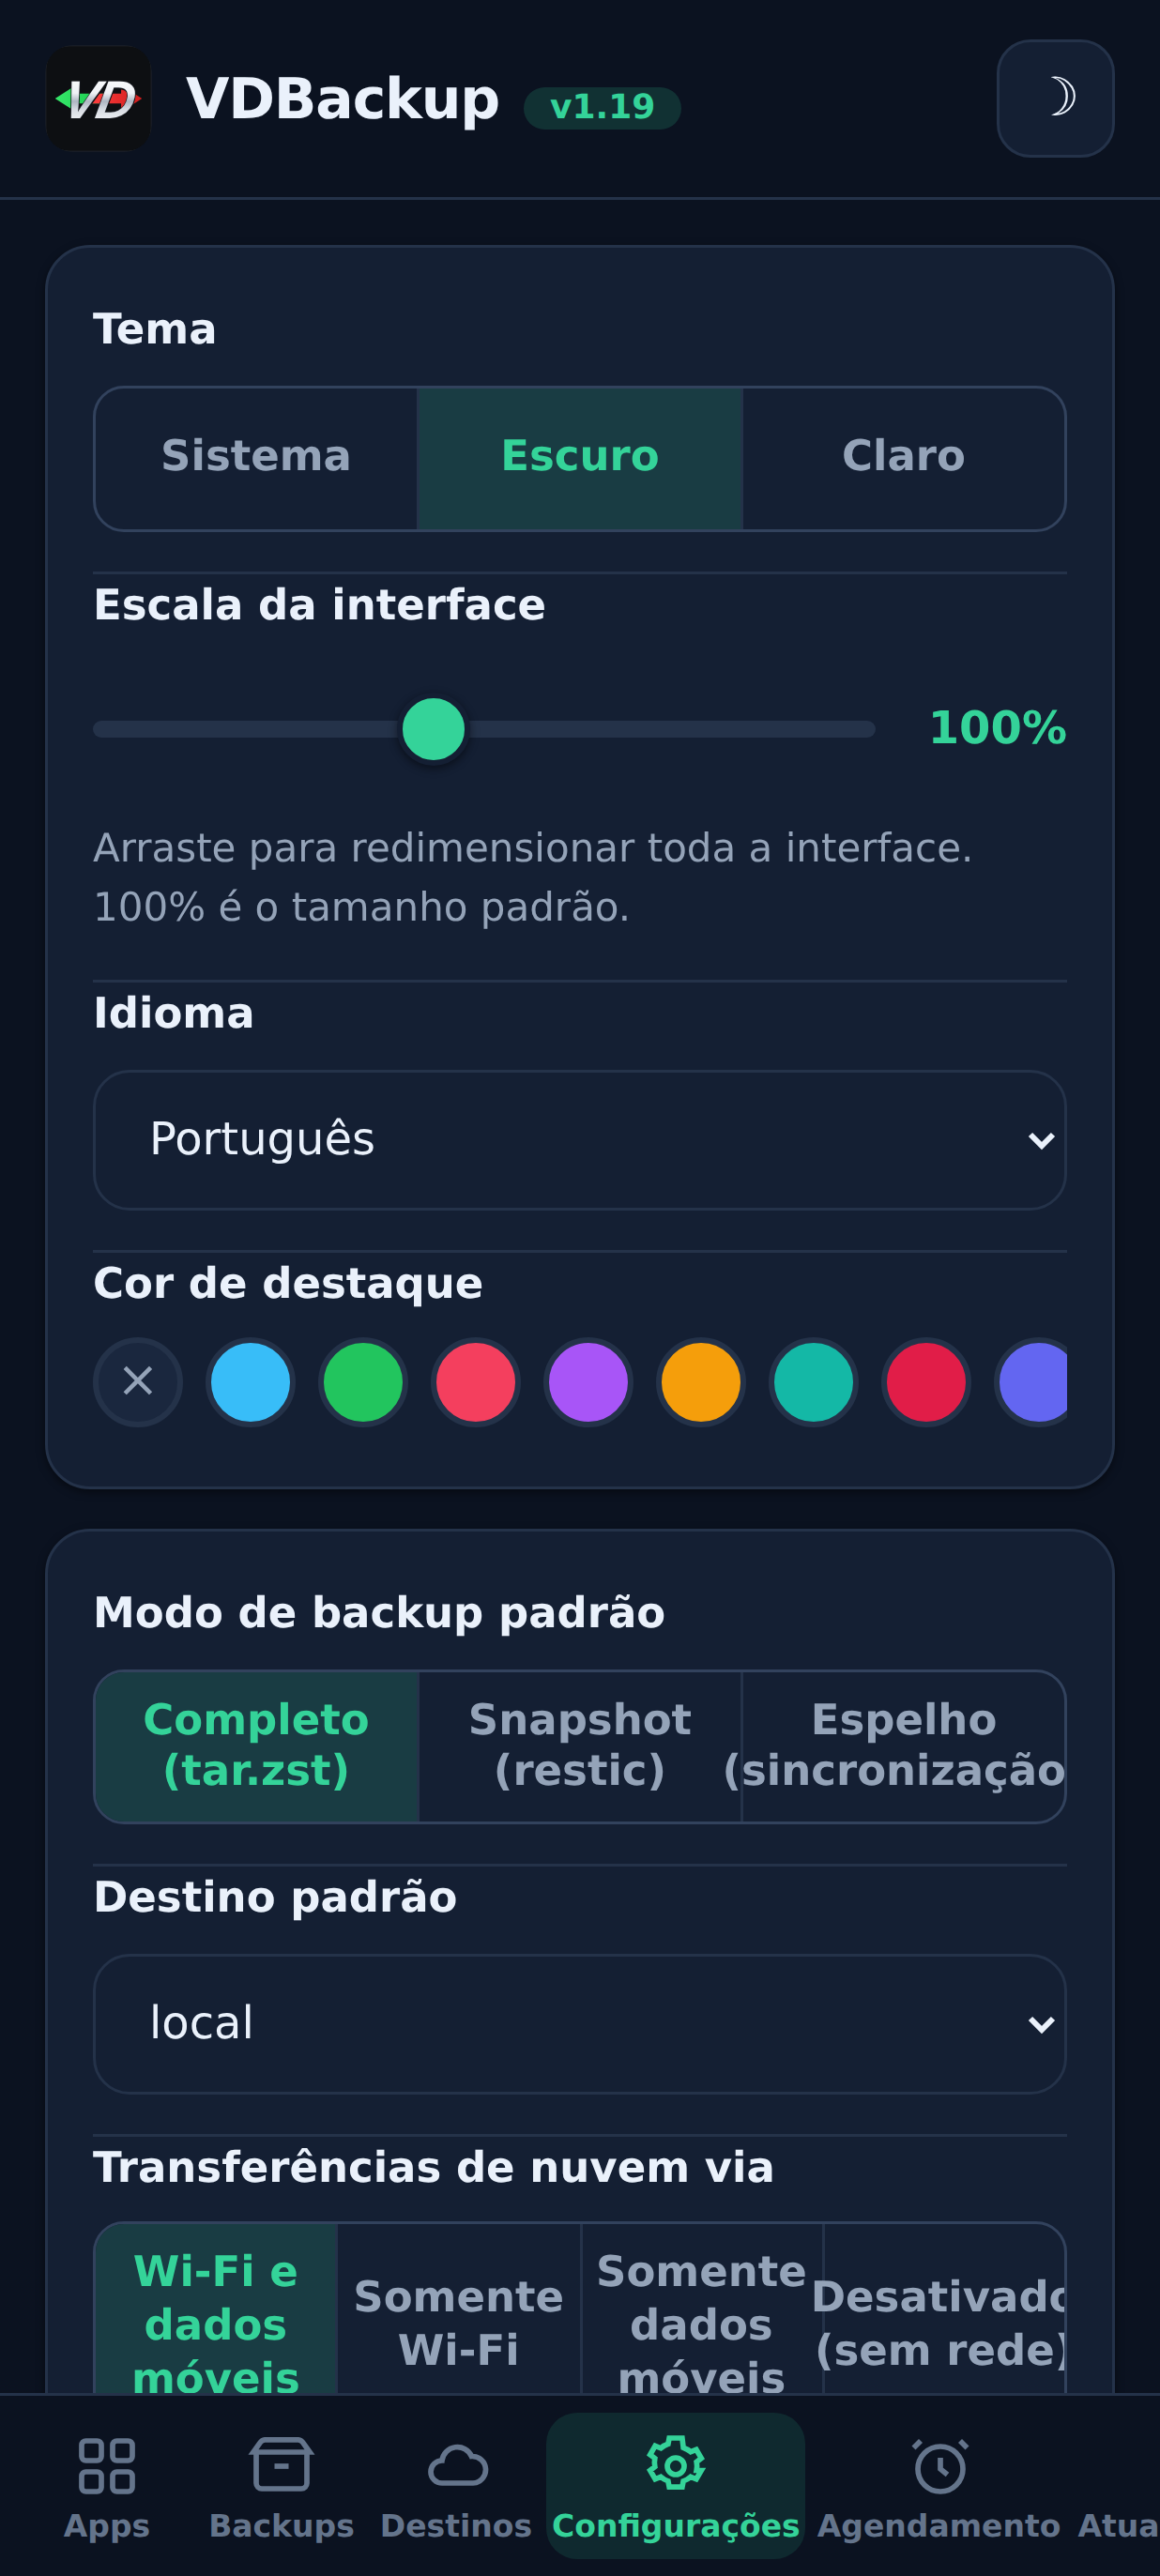 VD
VDBackup v1.19
Tema
Sistema Escuro Claro
Escala da interface
100%
Arraste para redimensionar toda a interface.
100% é o tamanho padrão.
Idioma
Português
Cor de destaque
Modo de backup padrão
Completo
(tar.zst)
Snapshot
(restic)
Espelho
(sincronização
Destino padrão
local
Transferências de nuvem via
Wi-Fi e
dados
móveis
Somente
Wi-Fi
Somente
dados
móveis
Desativado
(sem rede)
Apps Backups Destinos Configurações Agendamento Atua